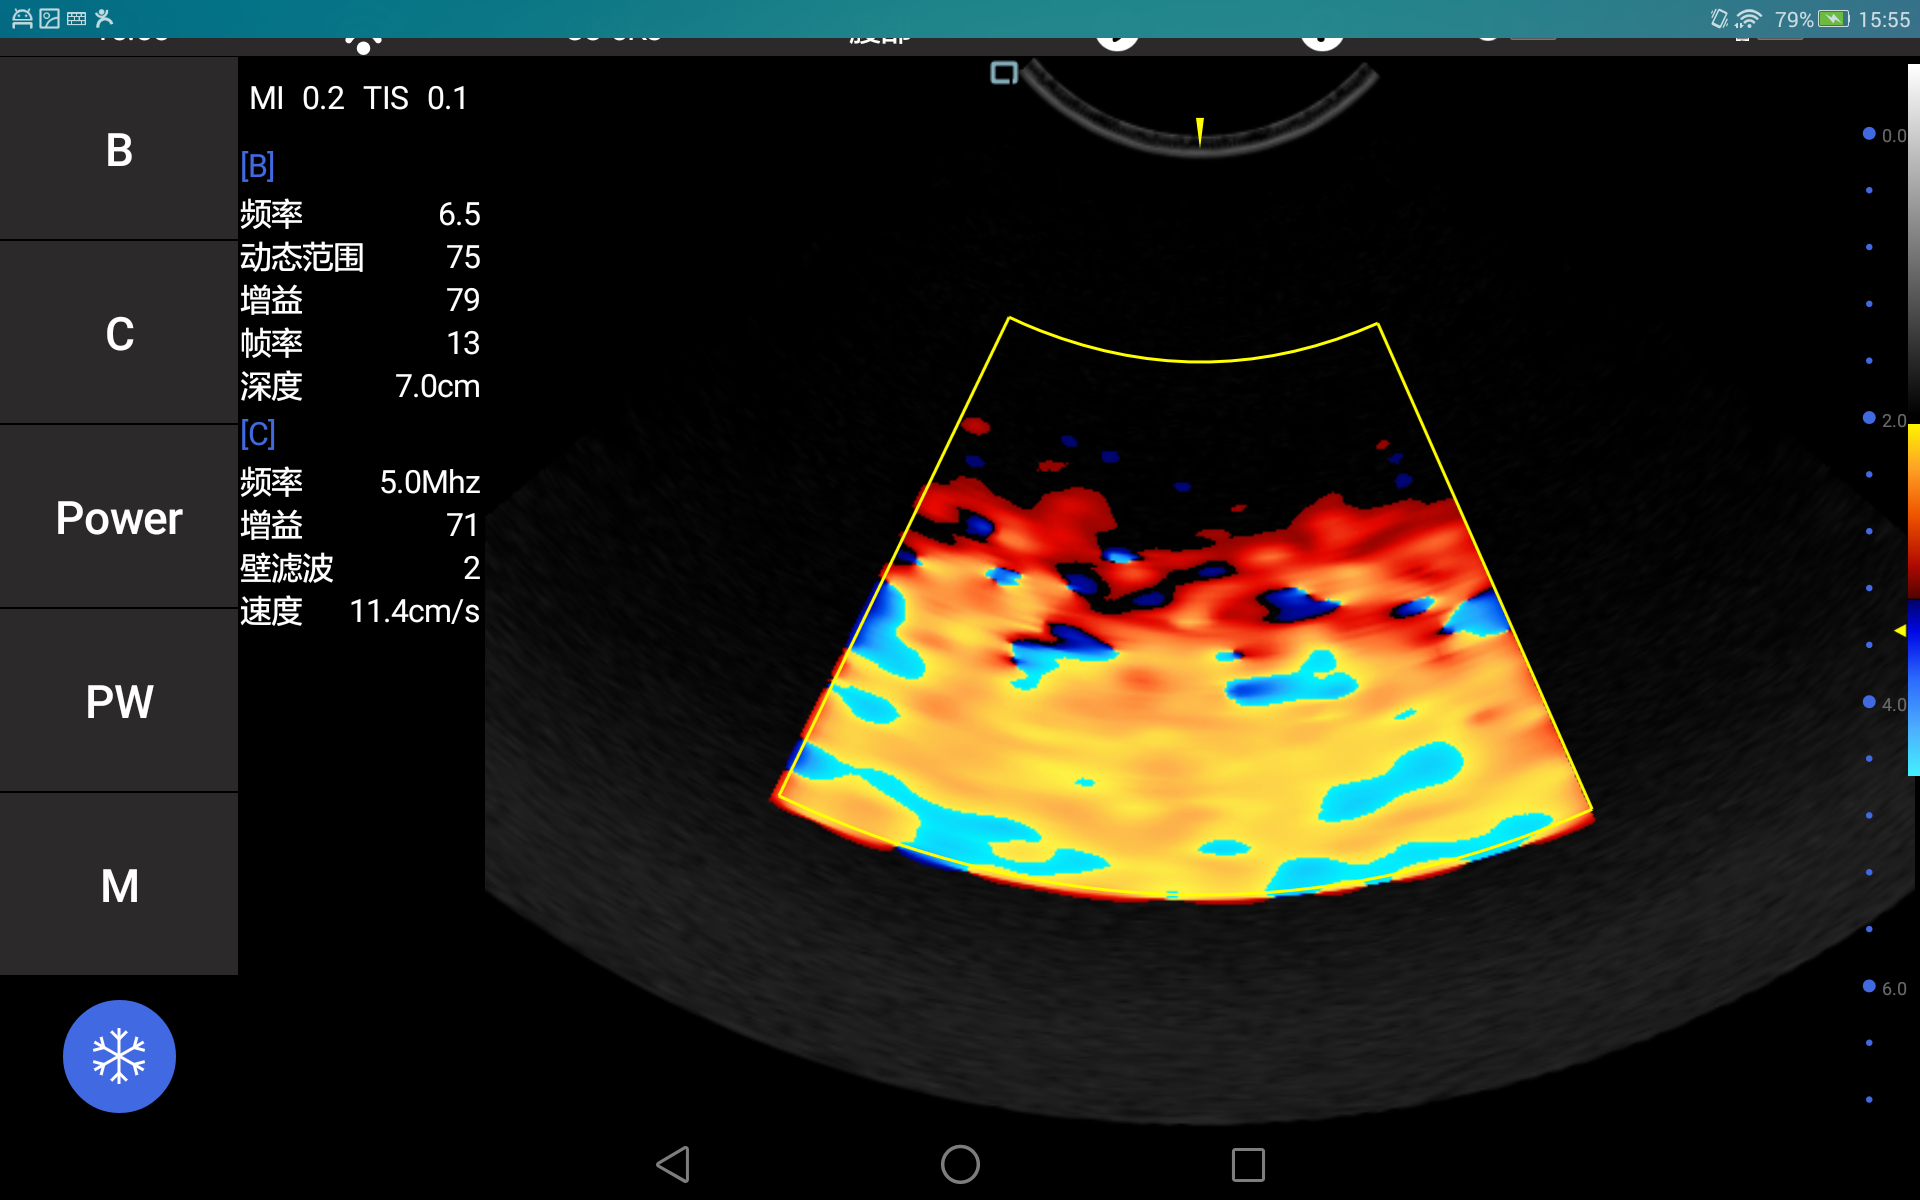 79% 15:55
腹部
B
C
Power
PW
M
MI 0.2 TIS 0.1
[B]
频率 6.5
动态范围 75
增益 79
帧率 13
深度 7.0cm
[C]
频率 5.0Mhz
增益 71
壁滤波 2
速度 11.4cm/s
0.0
2.0
4.0
6.0